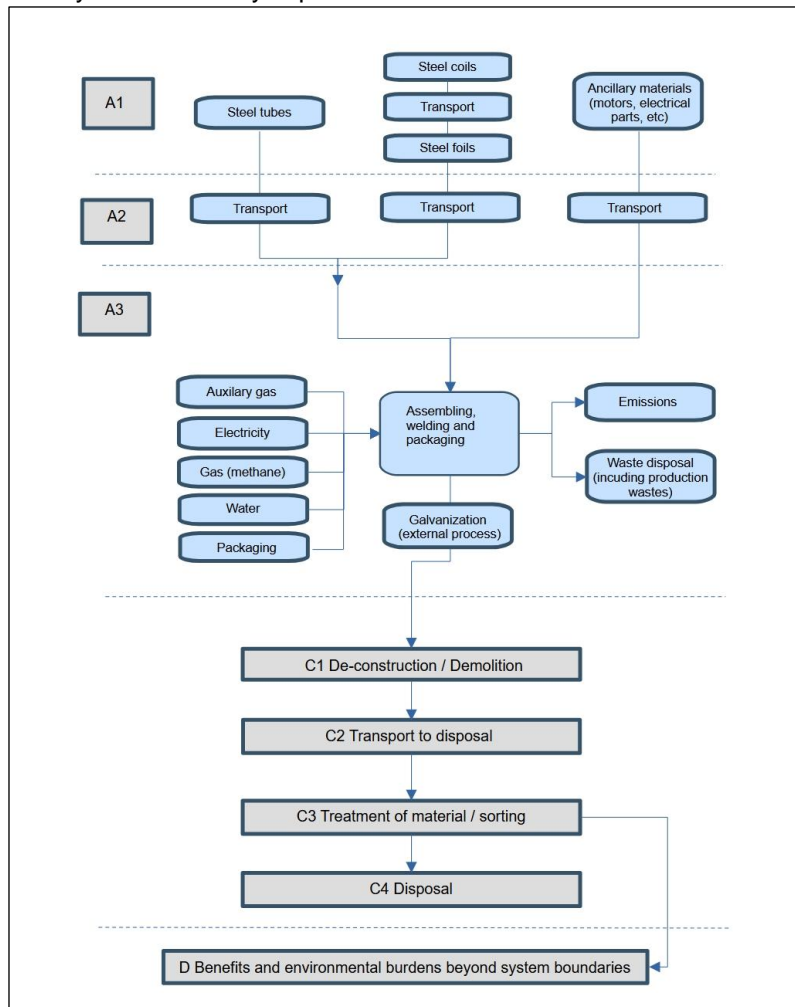 A1
Steel tubes
Steel coils
Transport
Steel foils
Ancillary materials
(motors, electrical
parts, etc)
A2
Transport
Transport
Transport
A3
Auxilary gas
Electricity
Gas (methane)
Water
Packaging
Assembling,
welding and
packaging
Galvanization
(external process)
Emissions
Waste disposal
(incuding production
wastes)
C1 De-construction / Demolition
C2 Transport to disposal
C3 Treatment of material / sorting
C4 Disposal
D Benefits and environmental burdens beyond system boundaries